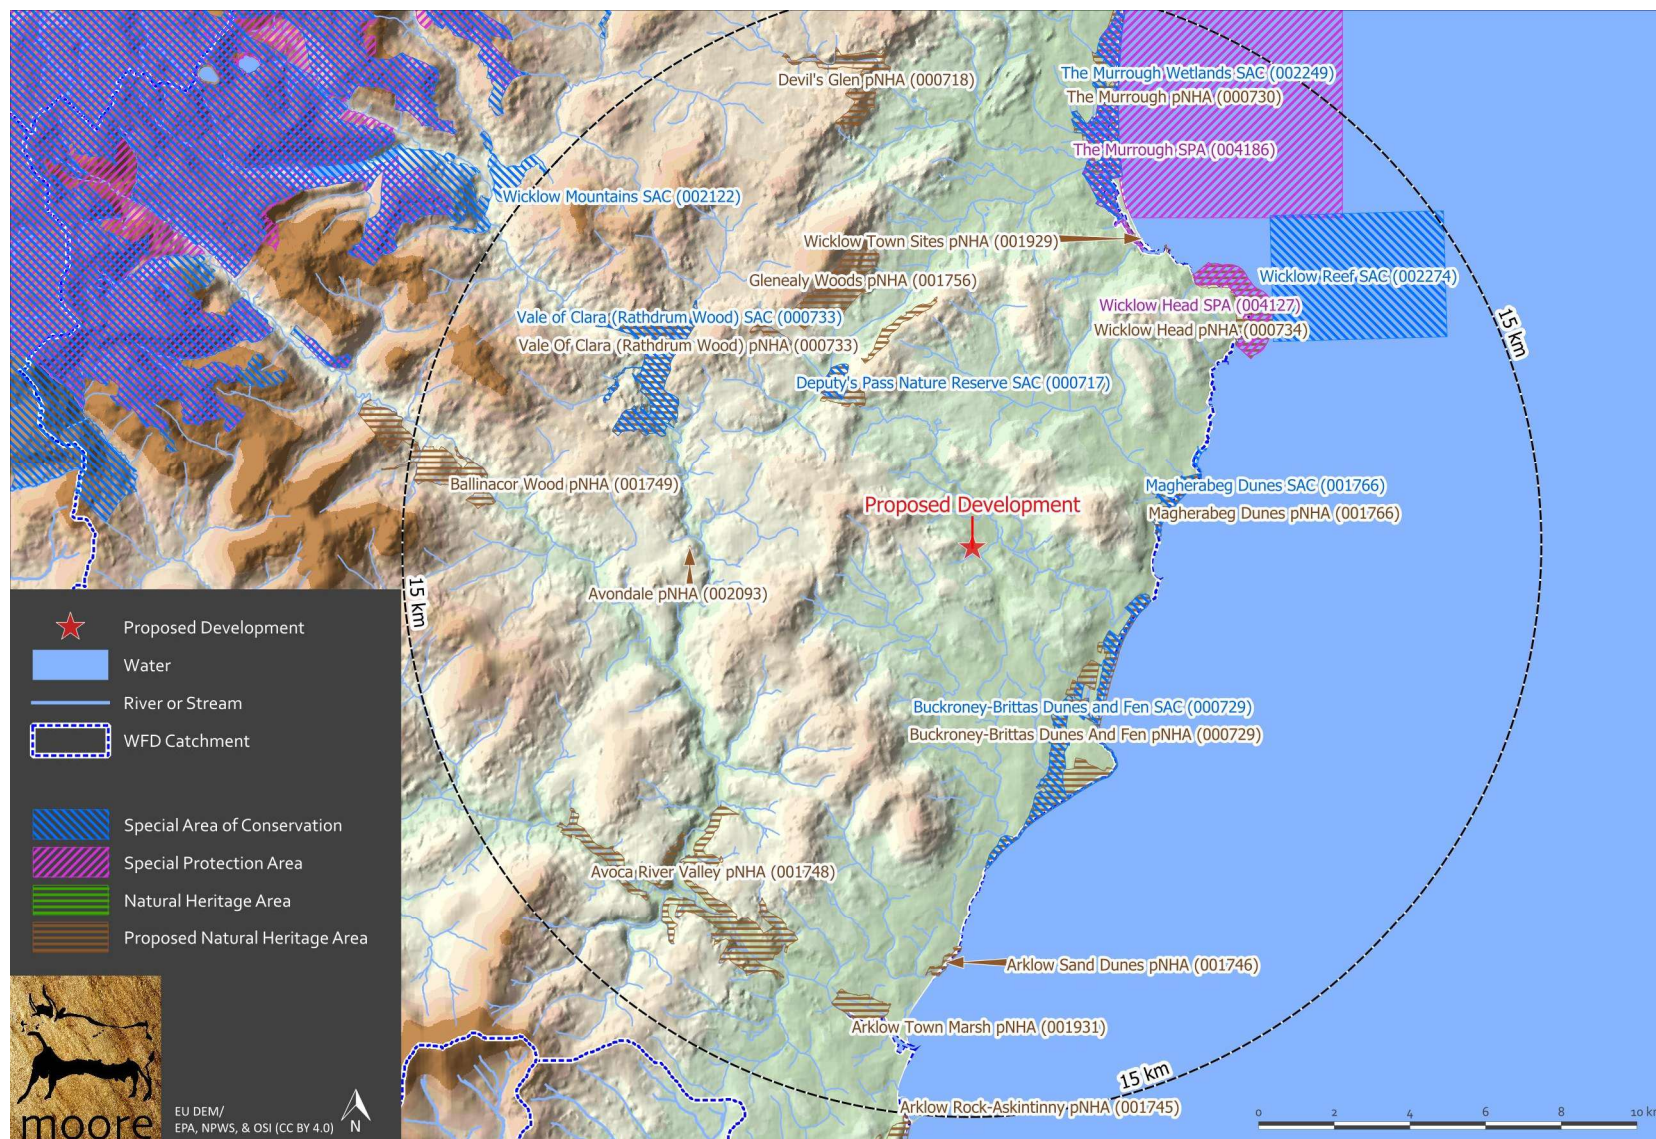 Devil's Glen pNHA (000718)
The Murrough Wetlands SAC (002249)
The Murrough pNHA (000730)
The Murrough SPA (004186)
Wicklow Mountains SAC (002122)
Wicklow Town Sites pNHA (001929)
Glenealy Woods pNHA (001756)
Wicklow Reef SAC (002274)
Wicklow Head SPA (004127)
Wicklow Head pNHA (000734)
15 km
Vale of Clara (Rathdrum Wood) SAC (000733)
Vale Of Clara (Rathdrum Wood) pNHA (000733)
Deputy's Pass Nature Reserve SAC (000717)
Ballinacor Wood pNHA (001749)
Magherabeg Dunes SAC (001766)
Magherabeg Dunes pNHA (001766)
Proposed Development
Avondale pNHA (002093)
15 km
Buckroney-Brittas Dunes and Fen SAC (000729)
Buckroney-Brittas Dunes And Fen pNHA (000729)
Avoca River Valley pNHA (001748)
Arklow Sand Dunes pNHA (001746)
Arklow Town Marsh pNHA (001931)
15 km
Arklow Rock-Askintinny pNHA (001745)
Proposed Development
Water
River or Stream
WFD Catchment
Special Area of Conservation
Special Protection Area
Natural Heritage Area
Proposed Natural Heritage Area
moore
EU DEM/
EPA, NPWS, & OSI (CC BY 4.0)
N
0 2 4 6 8 10 km